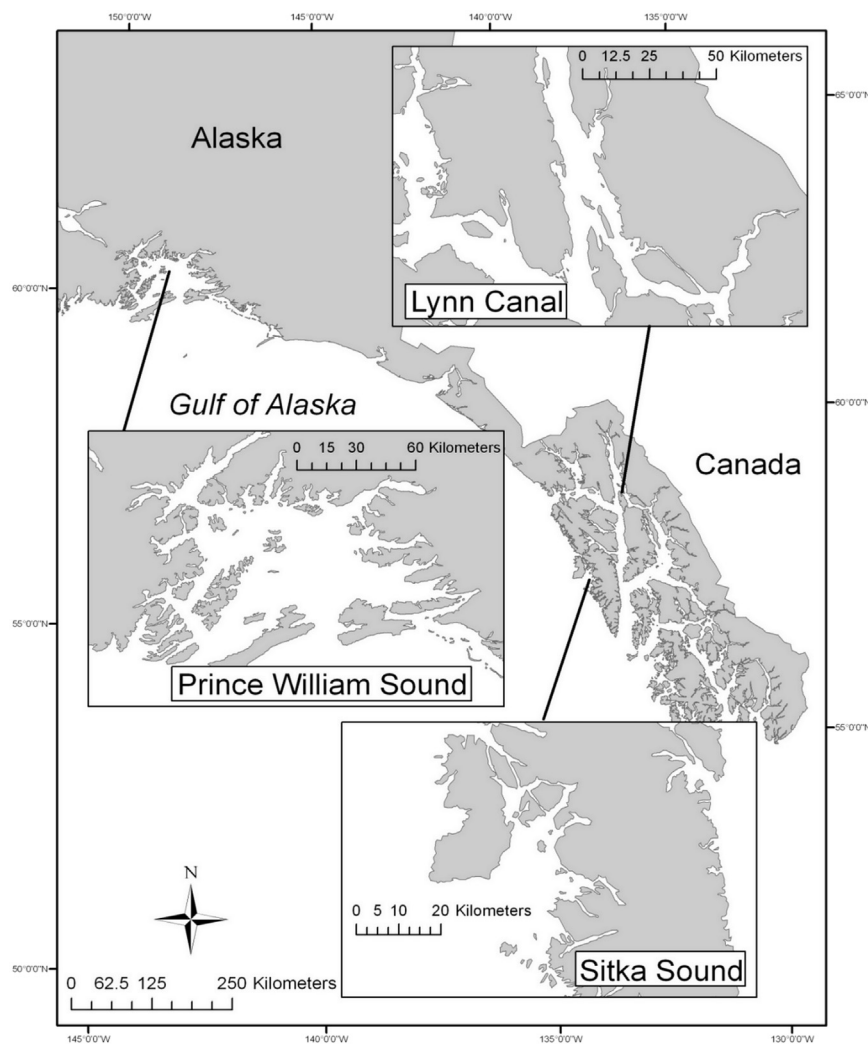 150°0'0"W 145°0'0"W 140°0'0"W 135°0'0"W
0 12.5 25 50 Kilometers
65°0'0"N
Alaska
60°0'0"N
Lynn Canal
Gulf of Alaska
60°0'0"N
0 15 30 60 Kilometers
Canada
55°0'0"N
Prince William Sound
55°0'0"N
N
0 5 10 20 Kilometers
Sitka Sound
50°0'0"N
0 62.5 125 250 Kilometers
145°0'0"W 140°0'0"W 135°0'0"W 130°0'0"W